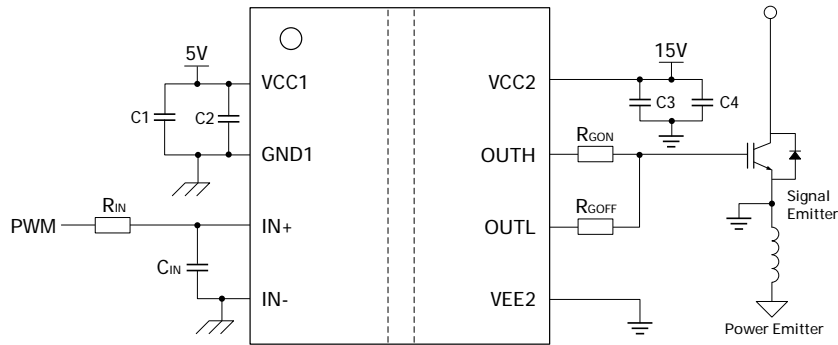 5V
15V
VCC1
VCC2
C1
C2
C3
C4
GND1
OUTH
RGON
RIN
PWM
IN+
OUTL
RGOFF
Signal
Emitter
CIN
IN-
VEE2
Power Emitter